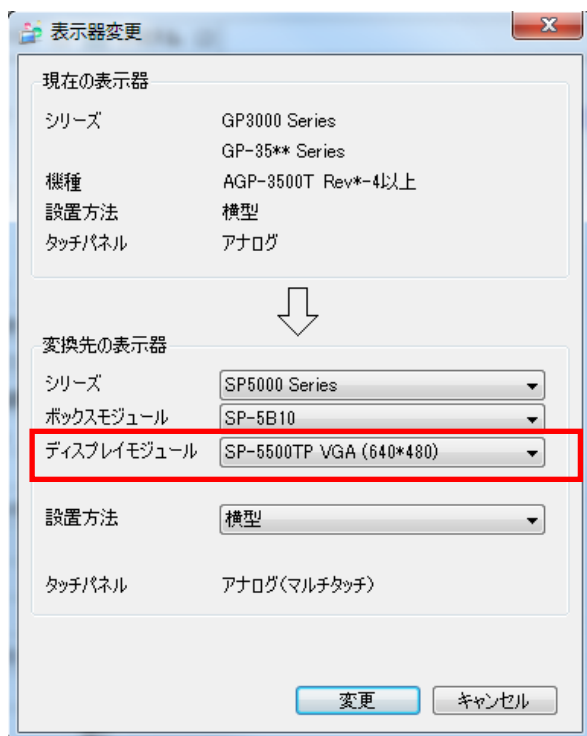 表示器変更
現在の表示器
シリーズ GP3000 Series
GP-35** Series
機種 AGP-3500T Rev*-4以上
設置方法 横型
タッチパネル アナログ
変換先の表示器
シリーズ SP5000 Series
ボックスモジュール SP-5B10
ディスプレイモジュール SP-5500TP VGA (640*480)
設置方法 横型
タッチパネル アナログ(マルチタッチ)
変更 キャンセル